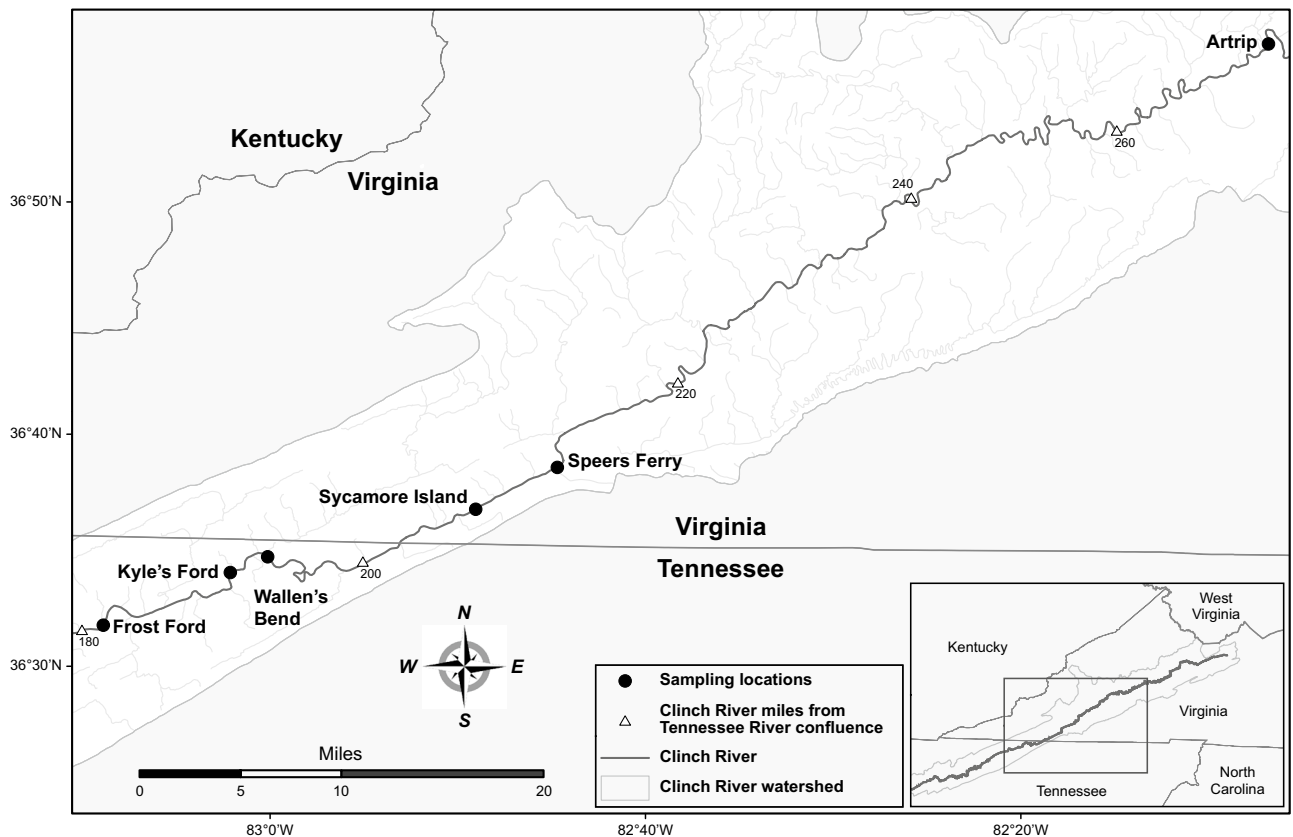 Artrip
Kentucky
Virginia
260
240
36°50'N
220
36°40'N
Speers Ferry
Sycamore Island
Virginia
Tennessee
200
Kyle's Ford
Wallen's
Bend
Frost Ford
180
36°30'N
N
W
E
S
Miles
0
5
10
20
Sampling locations
Clinch River miles from
Tennessee River confluence
Clinch River
Clinch River watershed
West
Virginia
Kentucky
Virginia
North
Carolina
Tennessee
83°0'W
82°40'W
82°20'W